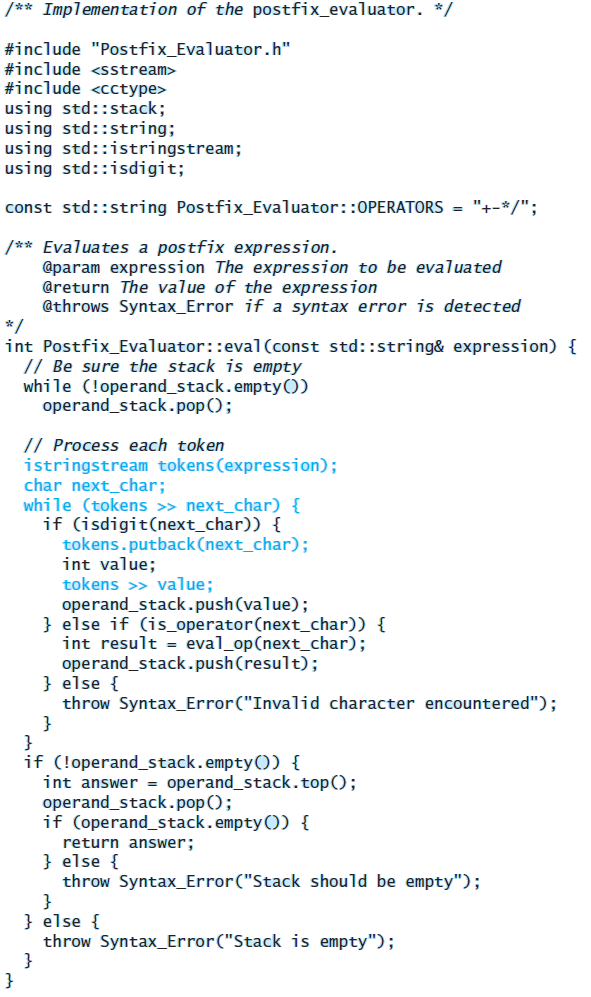 /** Implementation of the postfix_evaluator. */

#include "Postfix_Evaluator.h"
#include <sstream>
#include <cctype>
using std::stack;
using std::string;
using std::istringstream;
using std::isdigit;

const std::string Postfix_Evaluator::OPERATORS = "+-*/";

/** Evaluates a postfix expression.
    @param expression The expression to be evaluated
    @return The value of the expression
    @throws Syntax_Error if a syntax error is detected
*/
int Postfix_Evaluator::eval(const std::string& expression) {
  // Be sure the stack is empty
  while (!operand_stack.empty())
    operand_stack.pop();

  // Process each token
  istringstream tokens(expression);
  char next_char;
  while (tokens >> next_char) {
    if (isdigit(next_char)) {
      tokens.putback(next_char);
      int value;
      tokens >> value;
      operand_stack.push(value);
    } else if (is_operator(next_char)) {
      int result = eval_op(next_char);
      operand_stack.push(result);
    } else {
      throw Syntax_Error("Invalid character encountered");
    }
  }
  if (!operand_stack.empty()) {
    int answer = operand_stack.top();
    operand_stack.pop();
    if (operand_stack.empty()) {
      return answer;
    } else {
      throw Syntax_Error("Stack should be empty");
    }
  } else {
    throw Syntax_Error("Stack is empty");
  }
}